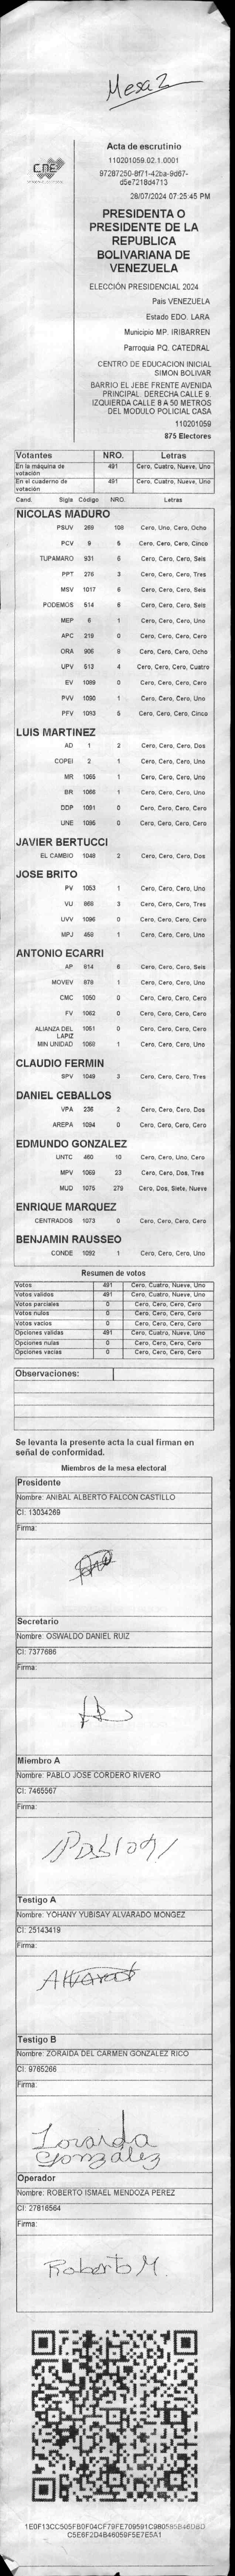 Mesa 2
CNE
Acta de escrutinio
110201059.02.1.0001
97287250-8f71-42ba-9d67-
d5e7218d4713
28/07/2024 07:25:45 PM
PRESIDENTA O
PRESIDENTE DE LA
REPUBLICA
BOLIVARIANA DE
VENEZUELA
ELECCIÓN PRESIDENCIAL 2024
País VENEZUELA
Estado EDO. LARA
Municipio MP. IRIBARREN
Parroquia PQ. CATEDRAL
CENTRO DE EDUCACION INICIAL
SIMON BOLIVAR
BARRIO EL JEBE FRENTE AVENIDA
PRINCIPAL DERECHA CALLE 9.
IZQUIERDA CALLE 8 A 50 METROS
DEL MODULO POLICIAL CASA
110201059
875 Electores
Votantes NRO. Letras
En la máquina de votación 491 Cero, Cuatro, Nueve, Uno
En el cuaderno de votación 491 Cero, Cuatro, Nueve, Uno
Cand. Sigla Código NRO. Letras
NICOLAS MADURO
PSUV 269 108 Cero, Uno, Cero, Ocho
PCV 9 5 Cero, Cero, Cero, Cinco
TUPAMARO 931 6 Cero, Cero, Cero, Seis
PPT 276 3 Cero, Cero, Cero, Tres
MSV 1017 6 Cero, Cero, Cero, Seis
PODEMOS 514 6 Cero, Cero, Cero, Seis
MEP 6 1 Cero, Cero, Cero, Uno
APC 219 0 Cero, Cero, Cero, Cero
ORA 906 8 Cero, Cero, Cero, Ocho
UPV 513 4 Cero, Cero, Cero, Cuatro
EV 1089 0 Cero, Cero, Cero, Cero
PVV 1090 1 Cero, Cero, Cero, Uno
PFV 1093 5 Cero, Cero, Cero, Cinco
LUIS MARTINEZ
AD 1 2 Cero, Cero, Cero, Dos
COPEI 2 1 Cero, Cero, Cero, Uno
MR 1065 1 Cero, Cero, Cero, Uno
BR 1066 1 Cero, Cero, Cero, Uno
DDP 1091 0 Cero, Cero, Cero, Cero
UNE 1095 0 Cero, Cero, Cero, Cero
JAVIER BERTUCCI
EL CAMBIO 1048 2 Cero, Cero, Cero, Dos
JOSE BRITO
PV 1053 1 Cero, Cero, Cero, Uno
VU 868 3 Cero, Cero, Cero, Tres
UVV 1096 0 Cero, Cero, Cero, Cero
MPJ 458 1 Cero, Cero, Cero, Uno
ANTONIO ECARRI
AP 814 6 Cero, Cero, Cero, Seis
MOVEV 878 1 Cero, Cero, Cero, Uno
CMC 1050 0 Cero, Cero, Cero, Cero
FV 1062 0 Cero, Cero, Cero, Cero
ALIANZA DEL LAPIZ 1051 0 Cero, Cero, Cero, Cero
MIN UNIDAD 1068 1 Cero, Cero, Cero, Uno
CLAUDIO FERMIN
SPV 1049 3 Cero, Cero, Cero, Tres
DANIEL CEBALLOS
VPA 236 2 Cero, Cero, Cero, Dos
AREPA 1094 0 Cero, Cero, Cero, Cero
EDMUNDO GONZALEZ
UNTC 460 10 Cero, Cero, Uno, Cero
MPV 1069 23 Cero, Cero, Dos, Tres
MUD 1075 279 Cero, Dos, Siete, Nueve
ENRIQUE MARQUEZ
CENTRADOS 1073 0 Cero, Cero, Cero, Cero
BENJAMIN RAUSSEO
CONDE 1092 1 Cero, Cero, Cero, Uno
Resumen de votos
Votos 491 Cero, Cuatro, Nueve, Uno
Votos validos 491 Cero, Cuatro, Nueve, Uno
Votos parciales 0 Cero, Cero, Cero, Cero
Votos nulos 0 Cero, Cero, Cero, Cero
Votos vacios 0 Cero, Cero, Cero, Cero
Opciones validas 491 Cero, Cuatro, Nueve, Uno
Opciones nulas 0 Cero, Cero, Cero, Cero
Opciones vacias 0 Cero, Cero, Cero, Cero
Observaciones:
Se levanta la presente acta la cual firman en
señal de conformidad.
Miembros de la mesa electoral
Presidente
Nombre: ANIBAL ALBERTO FALCON CASTILLO
CI: 13034269
Firma:
Secretario
Nombre: OSWALDO DANIEL RUIZ
CI: 7377686
Firma:
Miembro A
Nombre: PABLO JOSE CORDERO RIVERO
CI: 7465567
Firma:
Testigo A
Nombre: YOHANY YUBISAY ALVARADO MONGEZ
CI: 25143419
Firma:
Testigo B
Nombre: ZORAIDA DEL CARMEN GONZALEZ RICO
CI: 9765266
Firma:
Zoraida
Gonzalez
Operador
Nombre: ROBERTO ISMAEL MENDOZA PEREZ
CI: 27816564
Firma:
Roberto M.